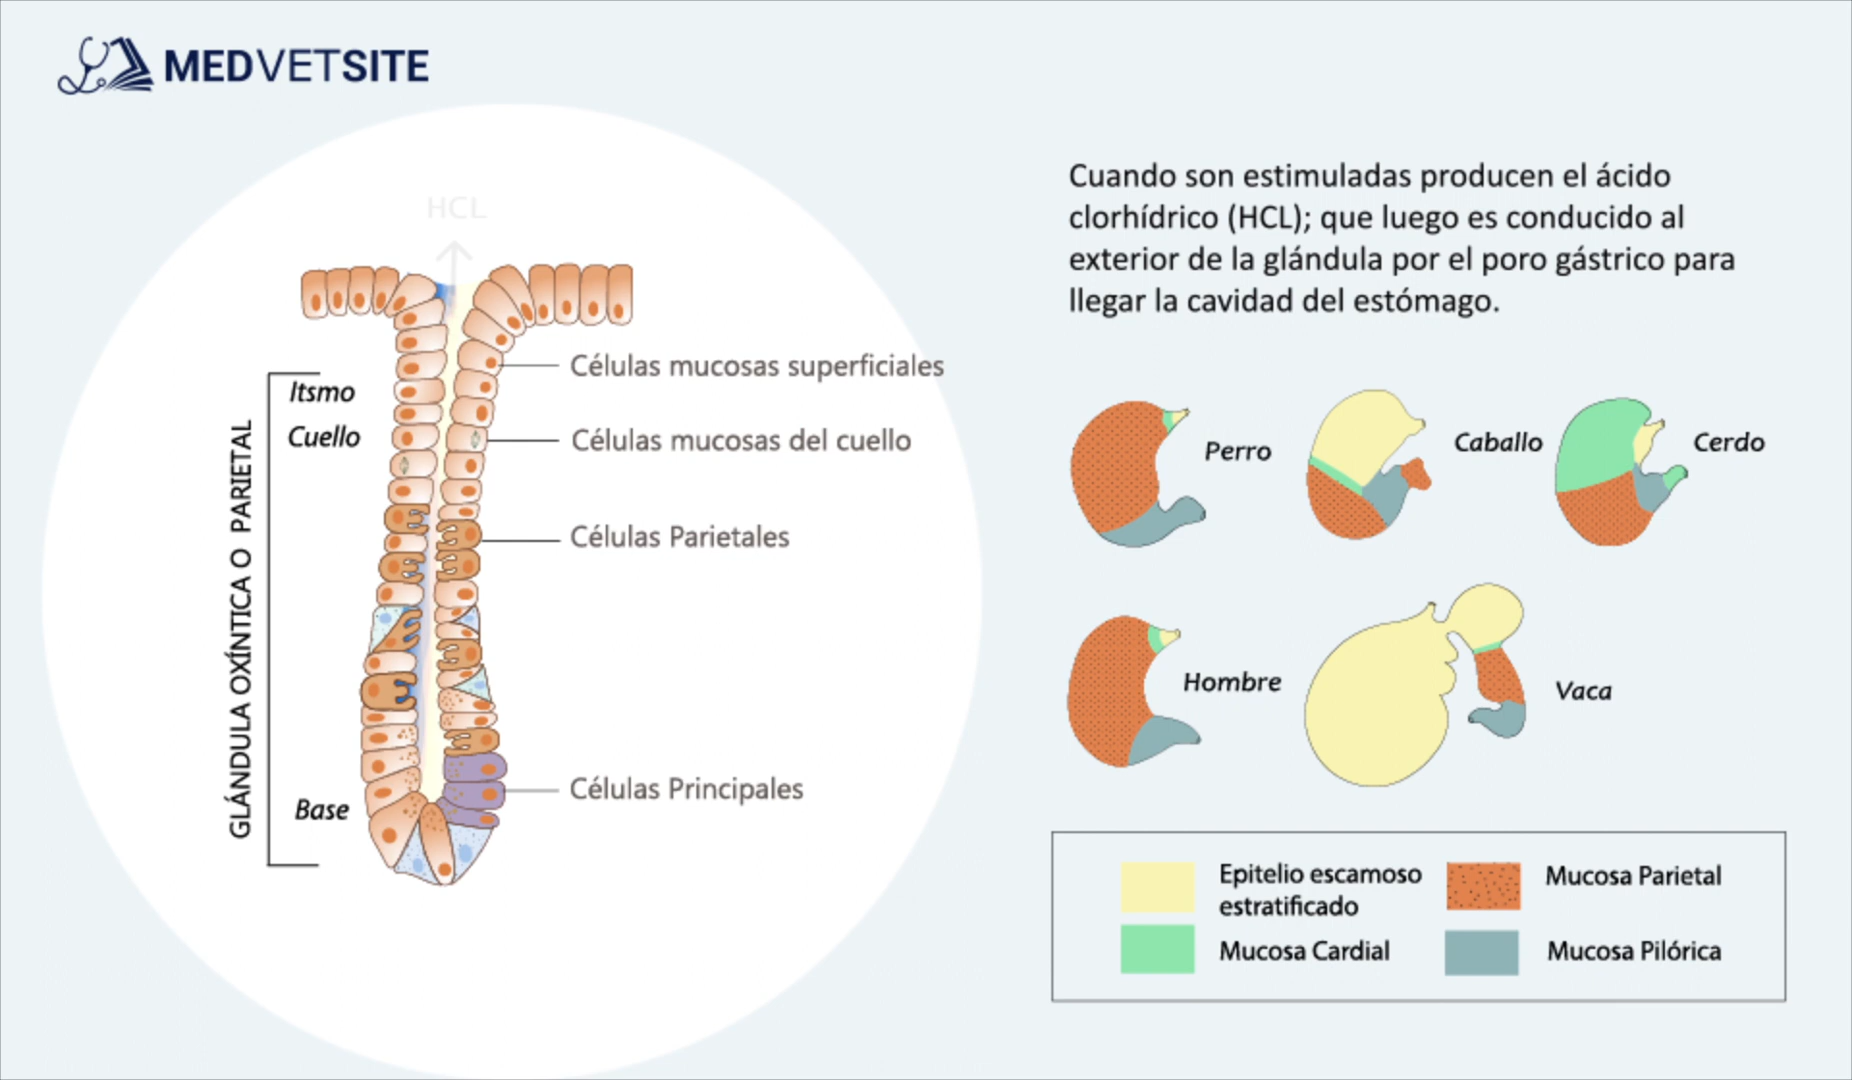 MEDVETSITE
HCL
Itsmo
Cuello
Base
GLÁNDULA OXÍNTICA O PARIETAL
Células mucosas superficiales
Células mucosas del cuello
Células Parietales
Células Principales
Cuando son estimuladas producen el ácido
clorhídrico (HCL); que luego es conducido al
exterior de la glándula por el poro gástrico para
llegar la cavidad del estómago.
Perro
Caballo
Cerdo
Hombre
Vaca
Epitelio escamoso
estratificado
Mucosa Parietal
Mucosa Cardial
Mucosa Pilórica